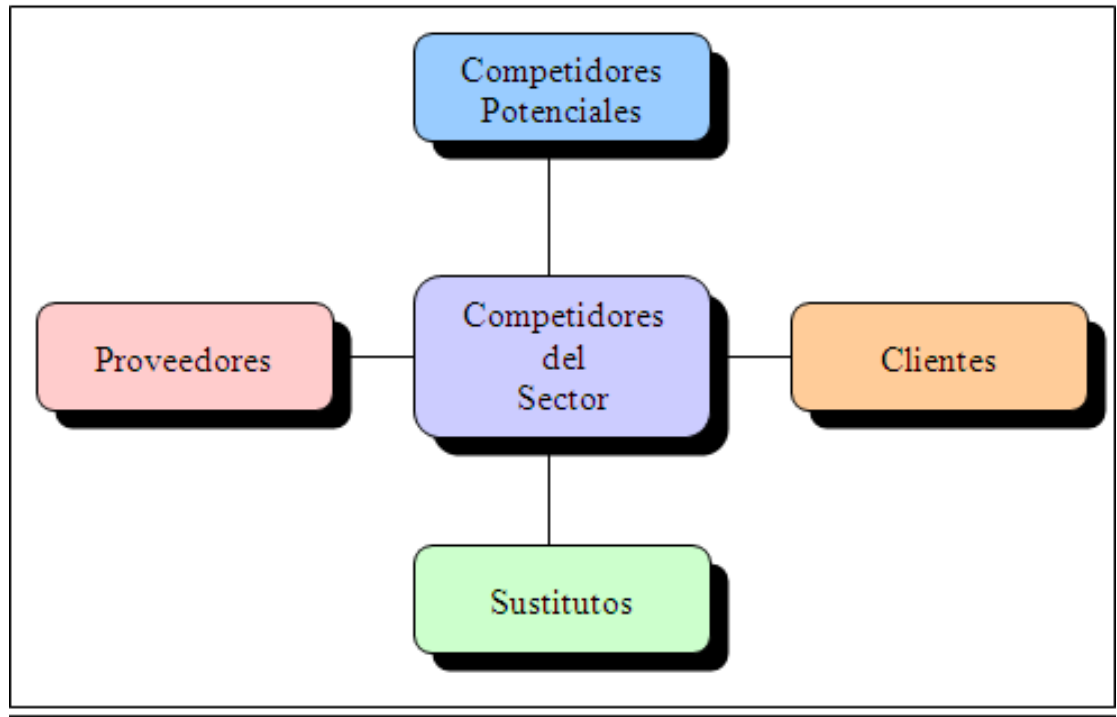 Competidores
Potenciales
Proveedores
Competidores
del
Sector
Clientes
Sustitutos